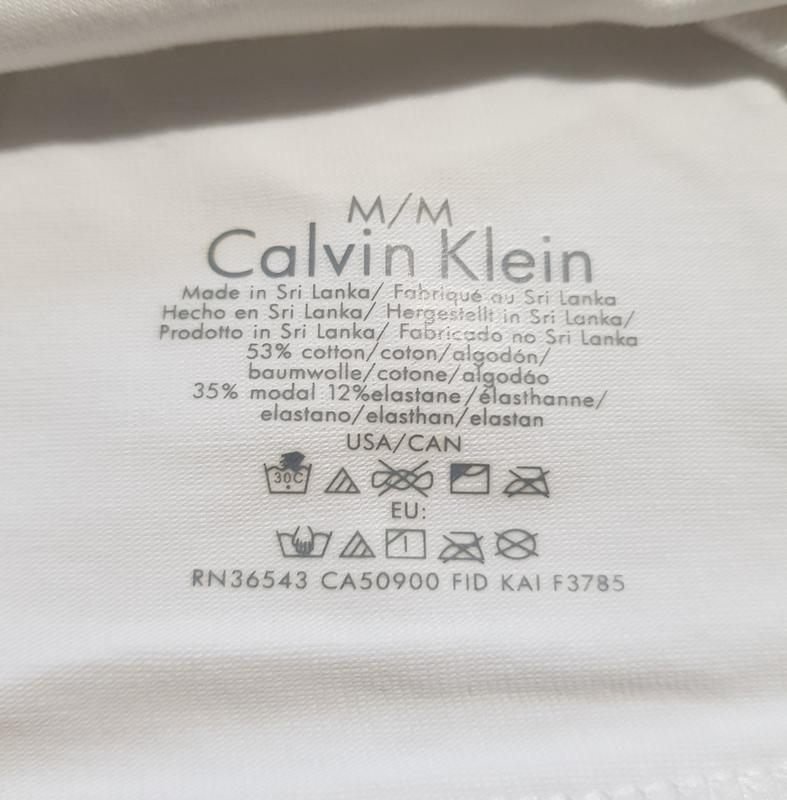 M/M
Calvin Klein
Made in Sri Lanka/ Fabriqué au Sri Lanka
Hecho en Sri Lanka/ Hergestellt in Sri Lanka/
Prodotto in Sri Lanka/ Fabricado no Sri Lanka
53% cotton/coton/algodón/
baumwolle/cotone/algodáo
35% modal 12%elastane/élasthanne/
elastano/elasthan/elastan
USA/CAN
30C
EU:
RN36543 CA50900 FID KAI F3785